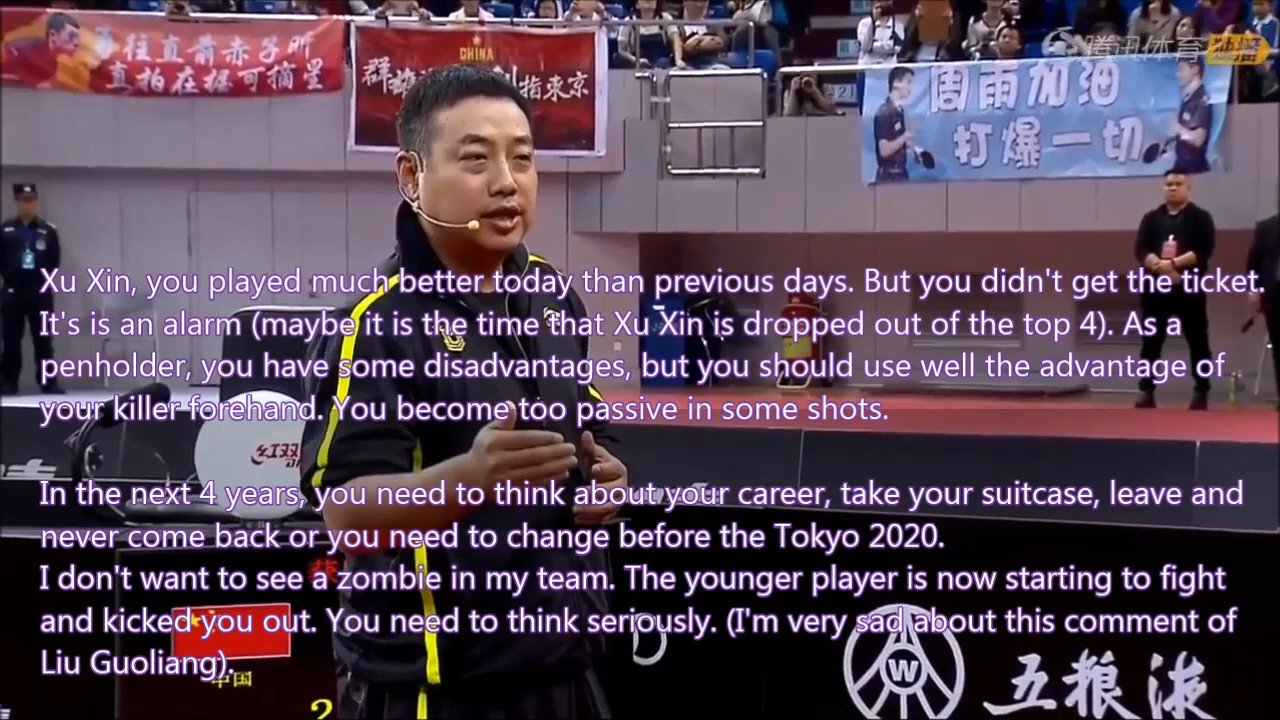 勇往直前赤子昕
直拍在握可摘星
CHINA
群雄
指東京
腾讯体育
周雨加油
打爆一切
Xu Xin, you played much better today than previous days. But you didn't get the ticket.
It's is an alarm (maybe it is the time that Xu Xin is dropped out of the top 4). As a
penholder, you have some disadvantages, but you should use well the advantage of
your killer forehand. You become too passive in some shots.
In the next 4 years, you need to think about your career, take your suitcase, leave and
never come back or you need to change before the Tokyo 2020.
I don't want to see a zombie in my team. The younger player is now starting to fight
and kicked you out. You need to think seriously. (I'm very sad about this comment of
Liu Guoliang).
中国
2
W
五粮液